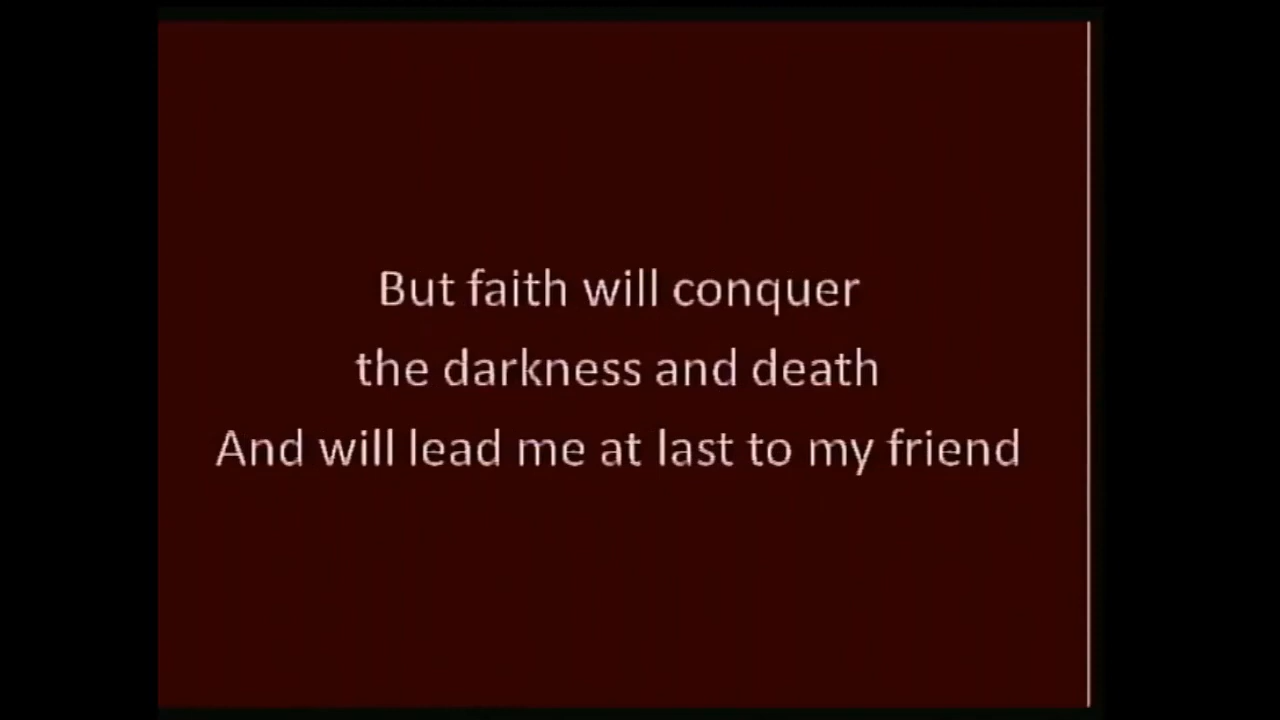 But faith will conquer
the darkness and death
And will lead me at last to my friend